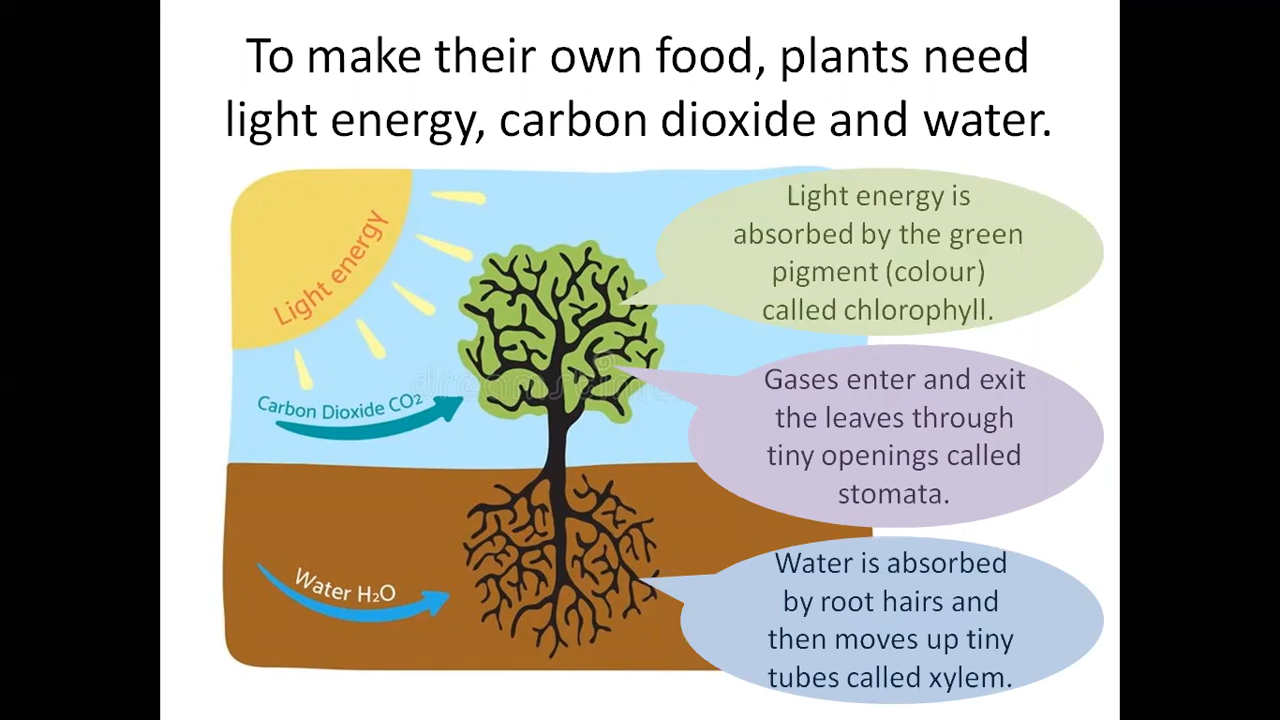 To make their own food, plants need
light energy, carbon dioxide and water.
Light energy
Light energy is
absorbed by the green
pigment (colour)
called chlorophyll.
Carbon Dioxide CO₂
Gases enter and exit
the leaves through
tiny openings called
stomata.
Water H₂O
Water is absorbed
by root hairs and
then moves up tiny
tubes called xylem.